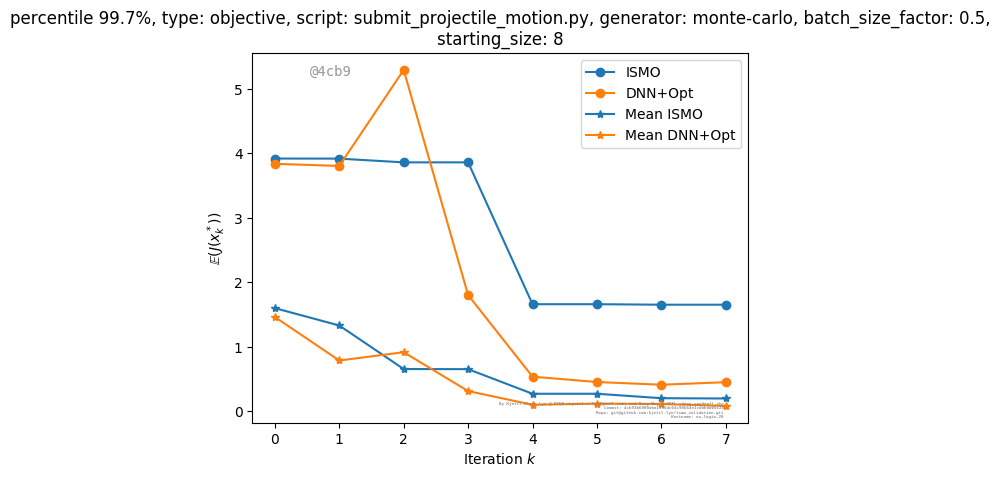 percentile 99.7%, type: objective, script: submit_projectile_motion.py, generator: monte-carlo, batch_size_factor: 0.5,
starting_size: 8
@4cb9
ISMO
DNN+Opt
Mean ISMO
Mean DNN+Opt
5
4
3
2
1
0
𝔼(J(x_k^*))
0 1 2 3 4 5 6 7
Iteration k